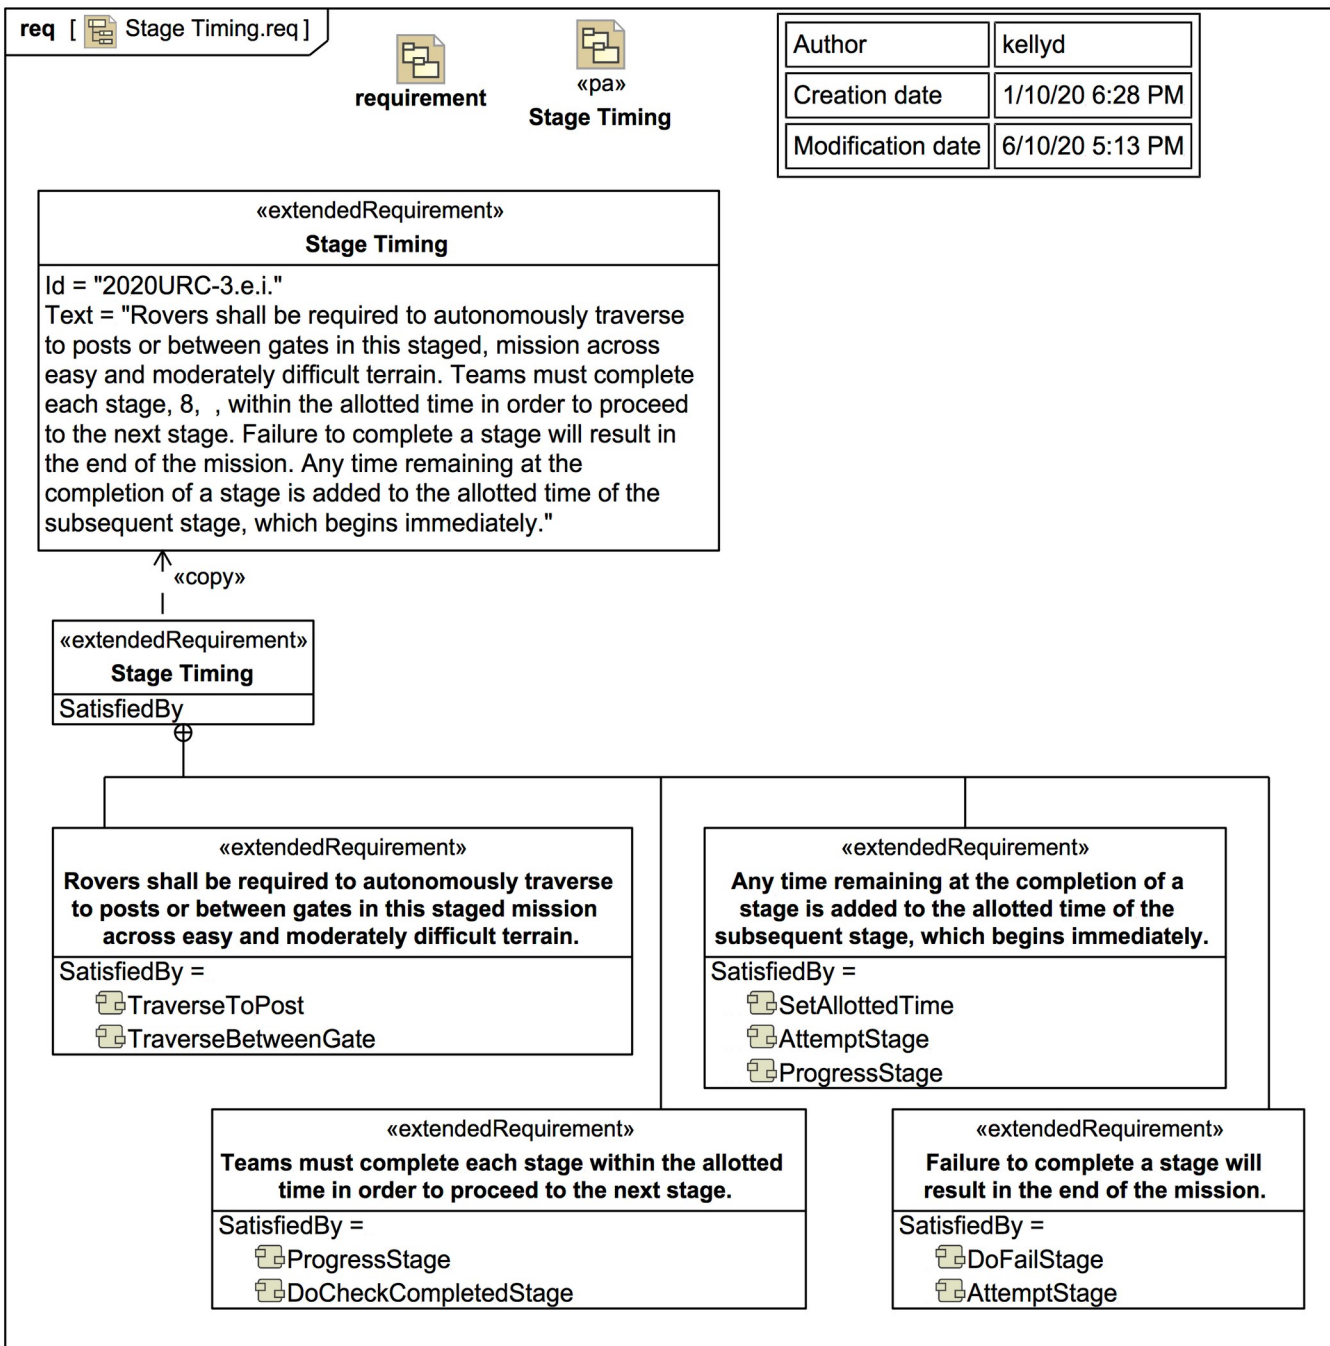 req [ Stage Timing.req ]
requirement
«pa»
Stage Timing
Author kellyd
Creation date 1/10/20 6:28 PM
Modification date 6/10/20 5:13 PM
«extendedRequirement»
Stage Timing
Id = "2020URC-3.e.i."
Text = "Rovers shall be required to autonomously traverse
to posts or between gates in this staged, mission across
easy and moderately difficult terrain. Teams must complete
each stage, 8,  , within the allotted time in order to proceed
to the next stage. Failure to complete a stage will result in
the end of the mission. Any time remaining at the
completion of a stage is added to the allotted time of the
subsequent stage, which begins immediately."
«copy»
«extendedRequirement»
Stage Timing
SatisfiedBy
«extendedRequirement»
Rovers shall be required to autonomously traverse
to posts or between gates in this staged mission
across easy and moderately difficult terrain.
SatisfiedBy =
TraverseToPost
TraverseBetweenGate
«extendedRequirement»
Any time remaining at the completion of a
stage is added to the allotted time of the
subsequent stage, which begins immediately.
SatisfiedBy =
SetAllottedTime
AttemptStage
ProgressStage
«extendedRequirement»
Teams must complete each stage within the allotted
time in order to proceed to the next stage.
SatisfiedBy =
ProgressStage
DoCheckCompletedStage
«extendedRequirement»
Failure to complete a stage will
result in the end of the mission.
SatisfiedBy =
DoFailStage
AttemptStage